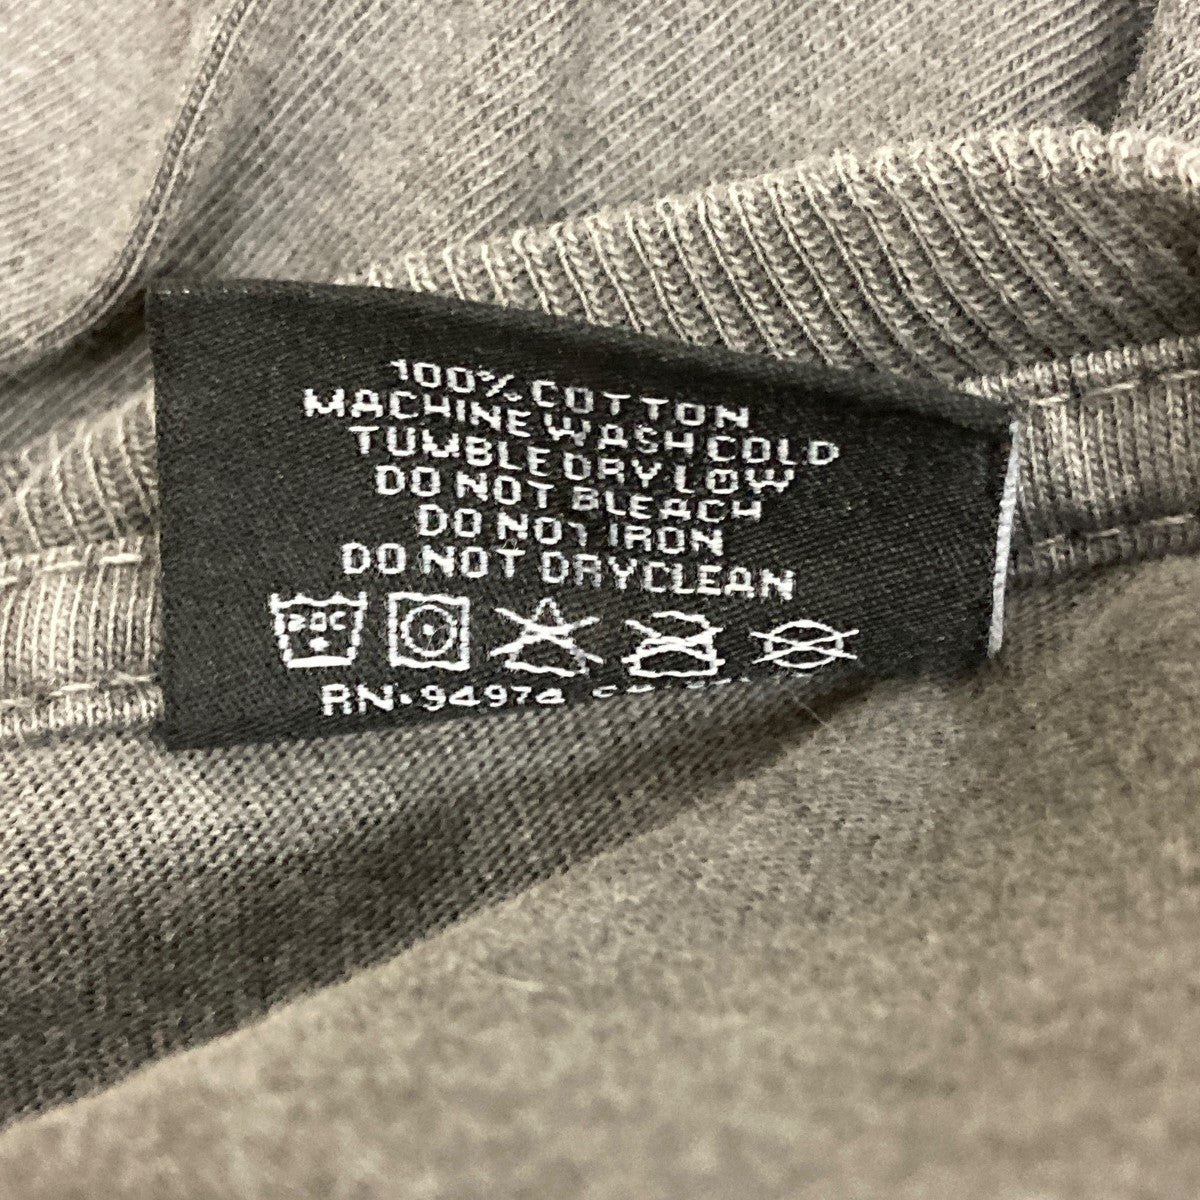 100% COTTON
MACHINE WASH COLD
TUMBLE DRY LOW
DO NOT BLEACH
DO NOT IRON
DO NOT DRYCLEAN
RN·94974